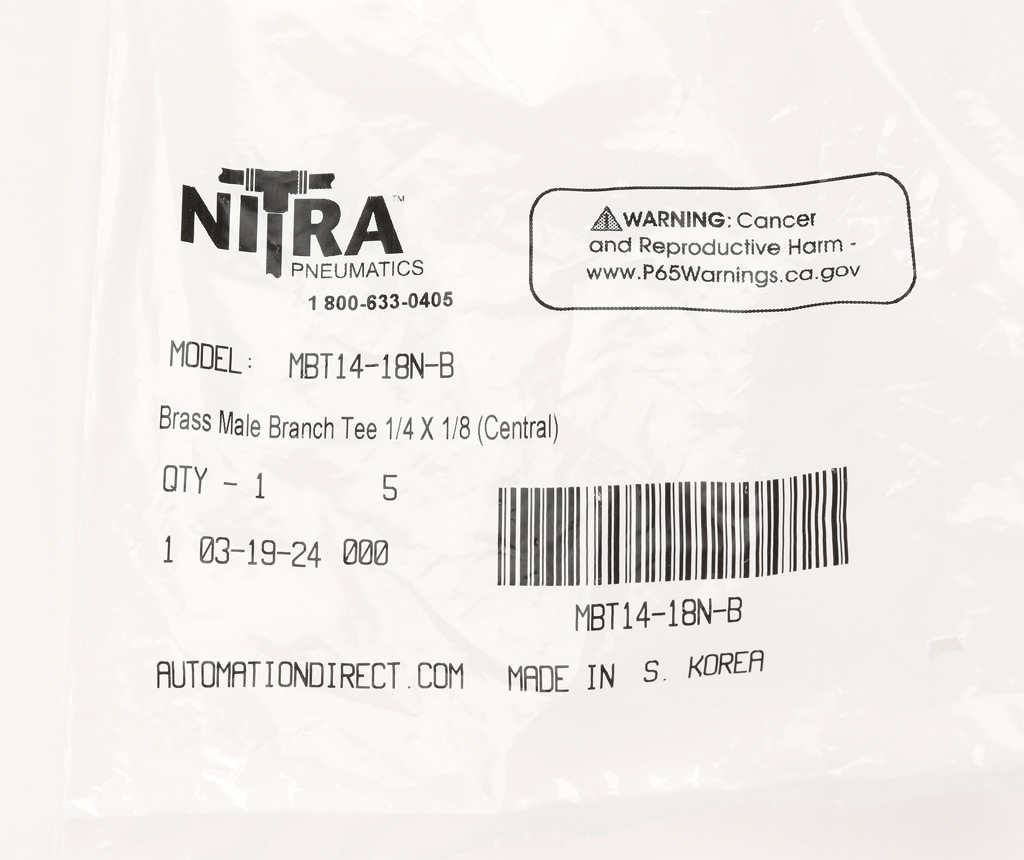 NITRA™
PNEUMATICS
1 800-633-0405
WARNING: Cancer
and Reproductive Harm -
www.P65Warnings.ca.gov
MODEL: MBT14-18N-B
Brass Male Branch Tee 1/4 X 1/8 (Central)
QTY - 1 5
1 03-19-24 000
MBT14-18N-B
AUTOMATIONDIRECT.COM MADE IN S. KOREA